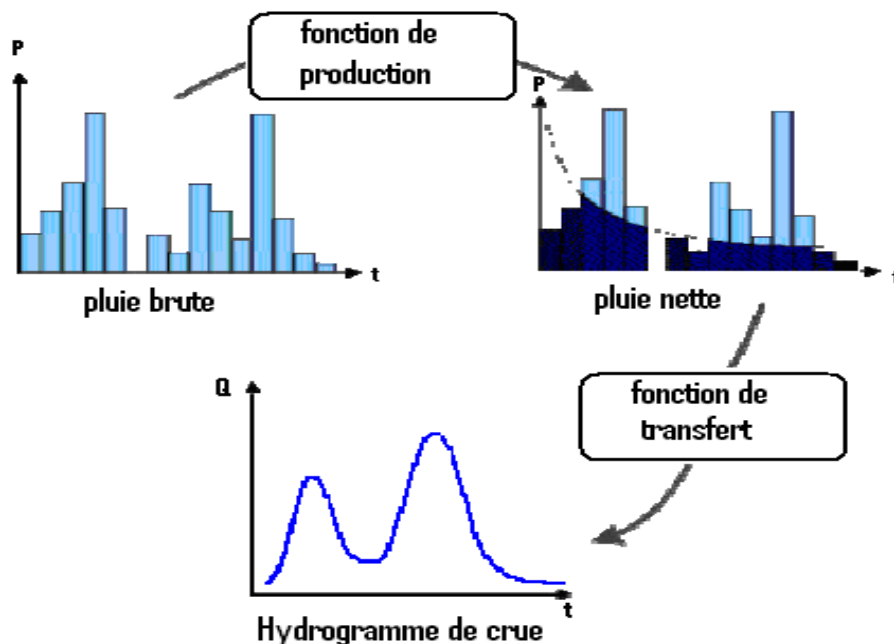 fonction de
production
P
t
pluie brute
P
t
pluie nette
fonction de
transfert
Q
t
Hydrogramme de crue